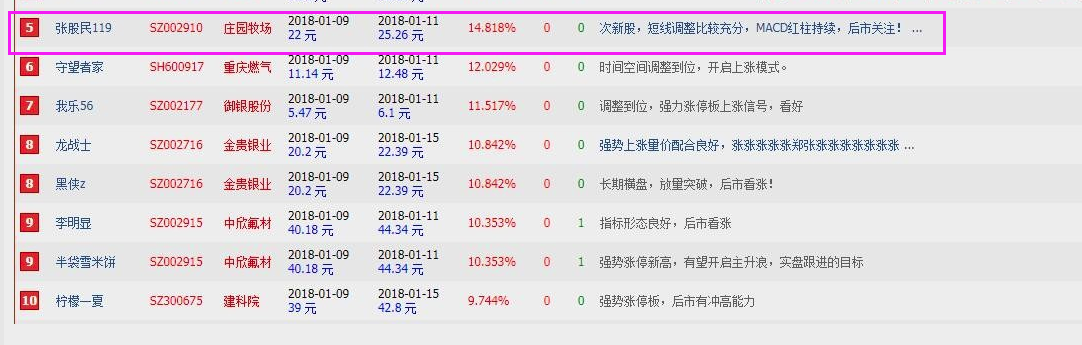 5 张股民119 SZ002910 庄园牧场 2018-01-09 2018-01-11 14.818% 0 0 次新股，短线调整比较充分，MACD红柱持续，后市关注！ ...
22 元 25.26 元
6 守望者家 SH600917 重庆燃气 2018-01-09 2018-01-11 12.029% 0 0 时间空间调整到位，开启上涨模式。
11.14 元 12.48 元
7 我乐56 SZ002177 御银股份 2018-01-09 2018-01-11 11.517% 0 0 调整到位，强力涨停板上涨信号，看好
5.47 元 6.1 元
8 龙战士 SZ002716 金贵银业 2018-01-09 2018-01-15 10.842% 0 0 强势上涨量价配合良好，张涨涨涨涨郑张涨涨涨涨涨涨涨 ...
20.2 元 22.39 元
8 黑侠z SZ002716 金贵银业 2018-01-09 2018-01-15 10.842% 0 0 长期横盘，放量突破，后市看涨！
20.2 元 22.39 元
9 李明显 SZ002915 中欣氟材 2018-01-09 2018-01-11 10.353% 0 1 指标形态良好，后市看涨
40.18 元 44.34 元
9 半袋雪米饼 SZ002915 中欣氟材 2018-01-09 2018-01-11 10.353% 0 1 强势涨停新高，有望开启主升浪，实盘跟进的目标
40.18 元 44.34 元
10 柠檬一夏 SZ300675 建科院 2018-01-09 2018-01-15 9.744% 0 0 强势涨停板，后市有冲高能力
39 元 42.8 元